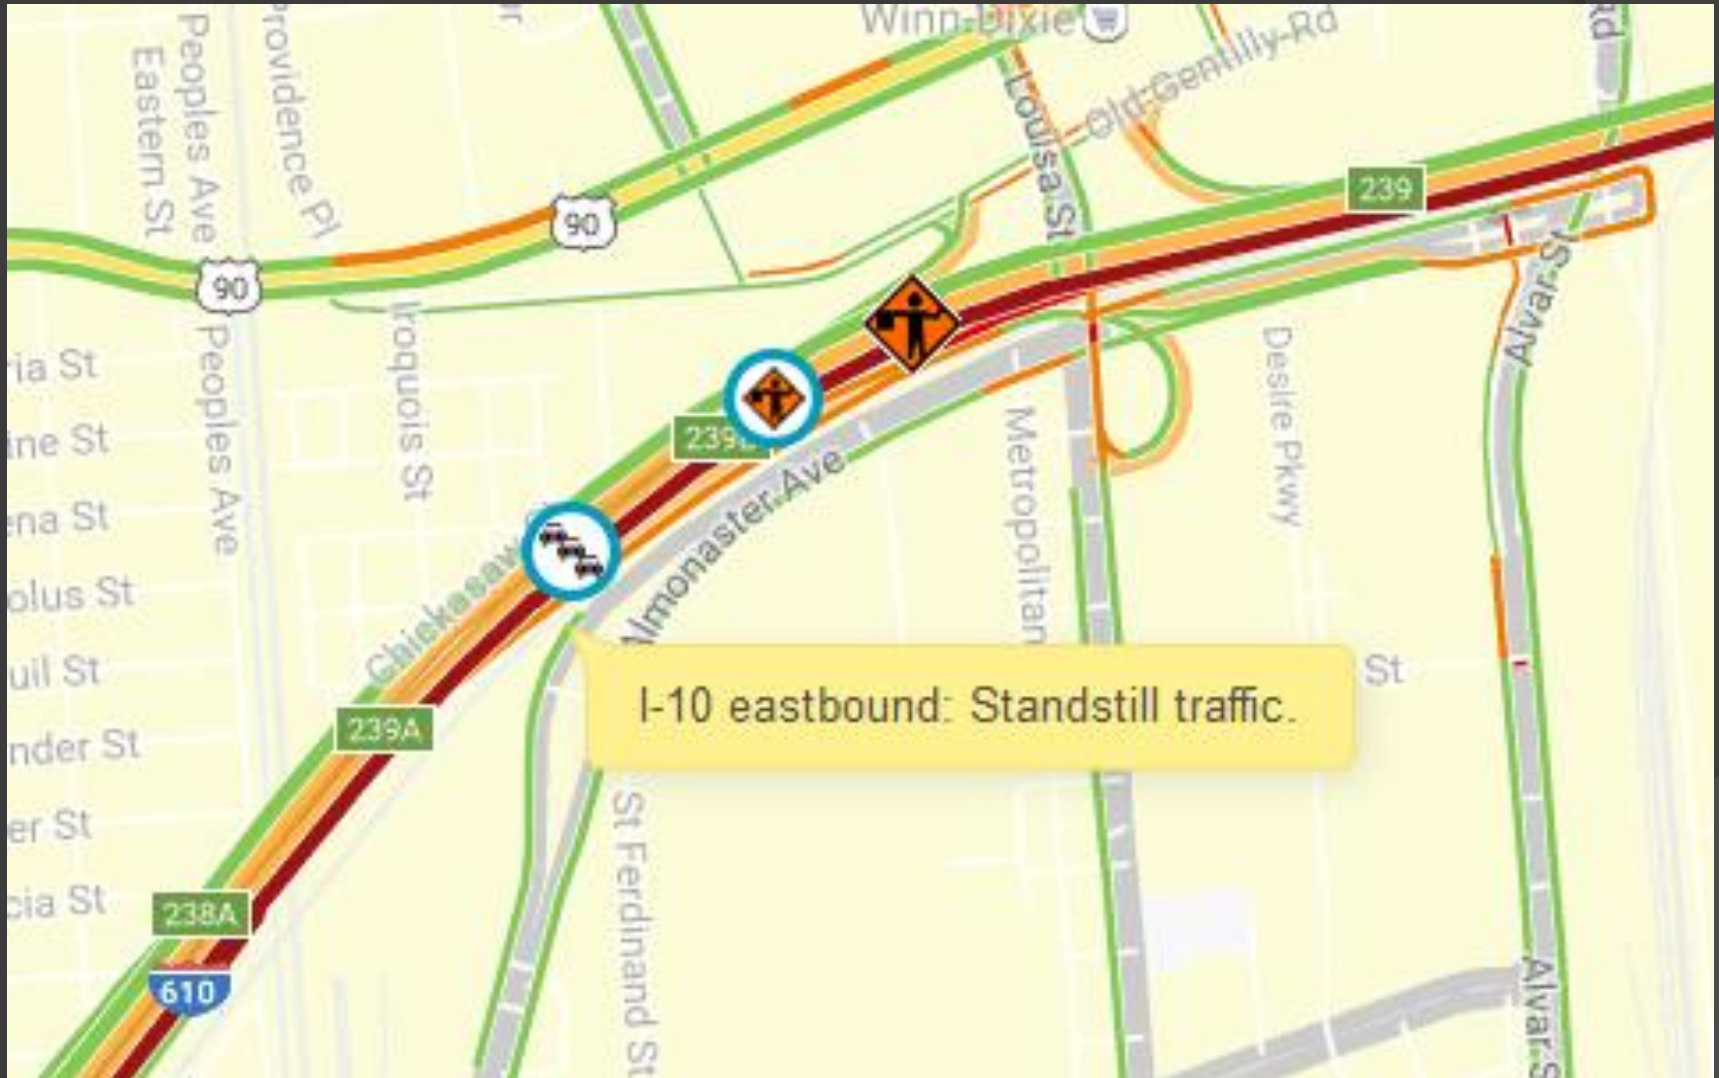 Winn-Dixie
Peoples Ave
Eastern St
Providence Pl
Old-Gentilly-Rd
Louisa St
Rd
239
90
90
Alvar S
Iroquois St
ria St
Peoples Ave
Desire Pkwy
239
ine St
Metropolitan
Almonaster Ave
ena St
Chickasaw
olus St
uil St
St
I-10 eastbound: Standstill traffic.
239A
nder St
er St
St Ferdinand St
cia St
238A
610
Alvar S